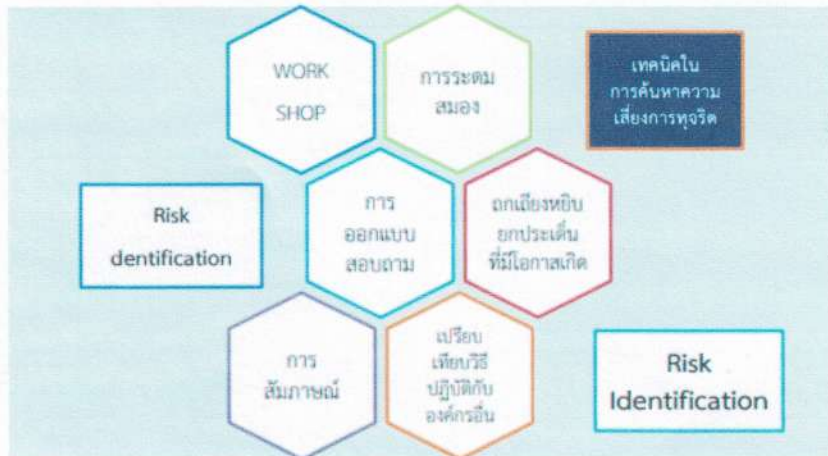 WORK
SHOP
การระดม
สมอง
เทคนิคใน
การค้นหาความ
เสี่ยงการทุจริต
Risk
dentification
การ
ออกแบบ
สอบถาม
ถกเถียงหยิบ
ยกประเด็น
ที่มีโอกาสเกิด
การ
สัมภาษณ์
เปรียบ
เทียบวิธี
ปฏิบัติกับ
องค์กรอื่น
Risk
Identification